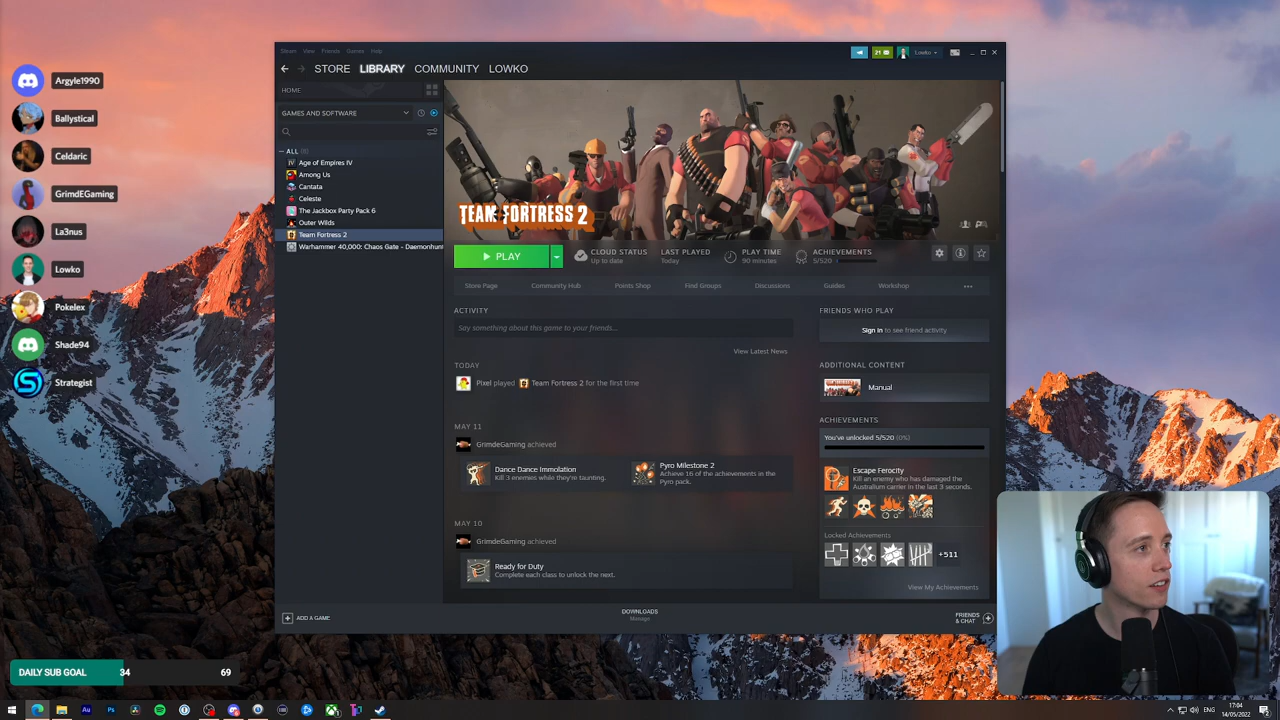 Steam View Friends Games Help
21
Lowko
STORE LIBRARY COMMUNITY LOWKO
HOME
GAMES AND SOFTWARE
ALL
Age of Empires IV
Among Us
Cantata
Celeste
The Jackbox Party Pack 6
Outer Wilds
Team Fortress 2
Warhammer 40,000: Chaos Gate - Daemonhunt
TEAM FORTRESS 2
PLAY
CLOUD STATUS
Up to date
LAST PLAYED
Today
PLAY TIME
90 minutes
ACHIEVEMENTS
5/520
Store Page Community Hub Points Shop Find Groups Discussions Guides Workshop
ACTIVITY
Say something about this game to your friends...
View Latest News
TODAY
Pixel played Team Fortress 2 for the first time
MAY 11
GrimdeGaming achieved
Dance Dance Immolation
Kill 3 enemies while they're taunting.
Pyro Milestone 2
Achieve 16 of the achievements in the
Pyro pack.
MAY 10
GrimdeGaming achieved
Ready for Duty
Complete each class to unlock the next.
FRIENDS WHO PLAY
Sign in to see friend activity
ADDITIONAL CONTENT
Manual
ACHIEVEMENTS
You've unlocked 5/520 (0%)
Escape Ferocity
Kill an enemy who has damaged the
Australium carrier in the last 3 seconds.
Locked Achievements
+511
View My Achievements
ADD A GAME
DOWNLOADS
Manage
FRIENDS
& CHAT
Argyle1990
Ballystical
Celdaric
GrimdEGaming
La3nus
Lowko
Pokelex
Shade94
Strategist
DAILY SUB GOAL 34 69
ENG
17:04
14/05/2022